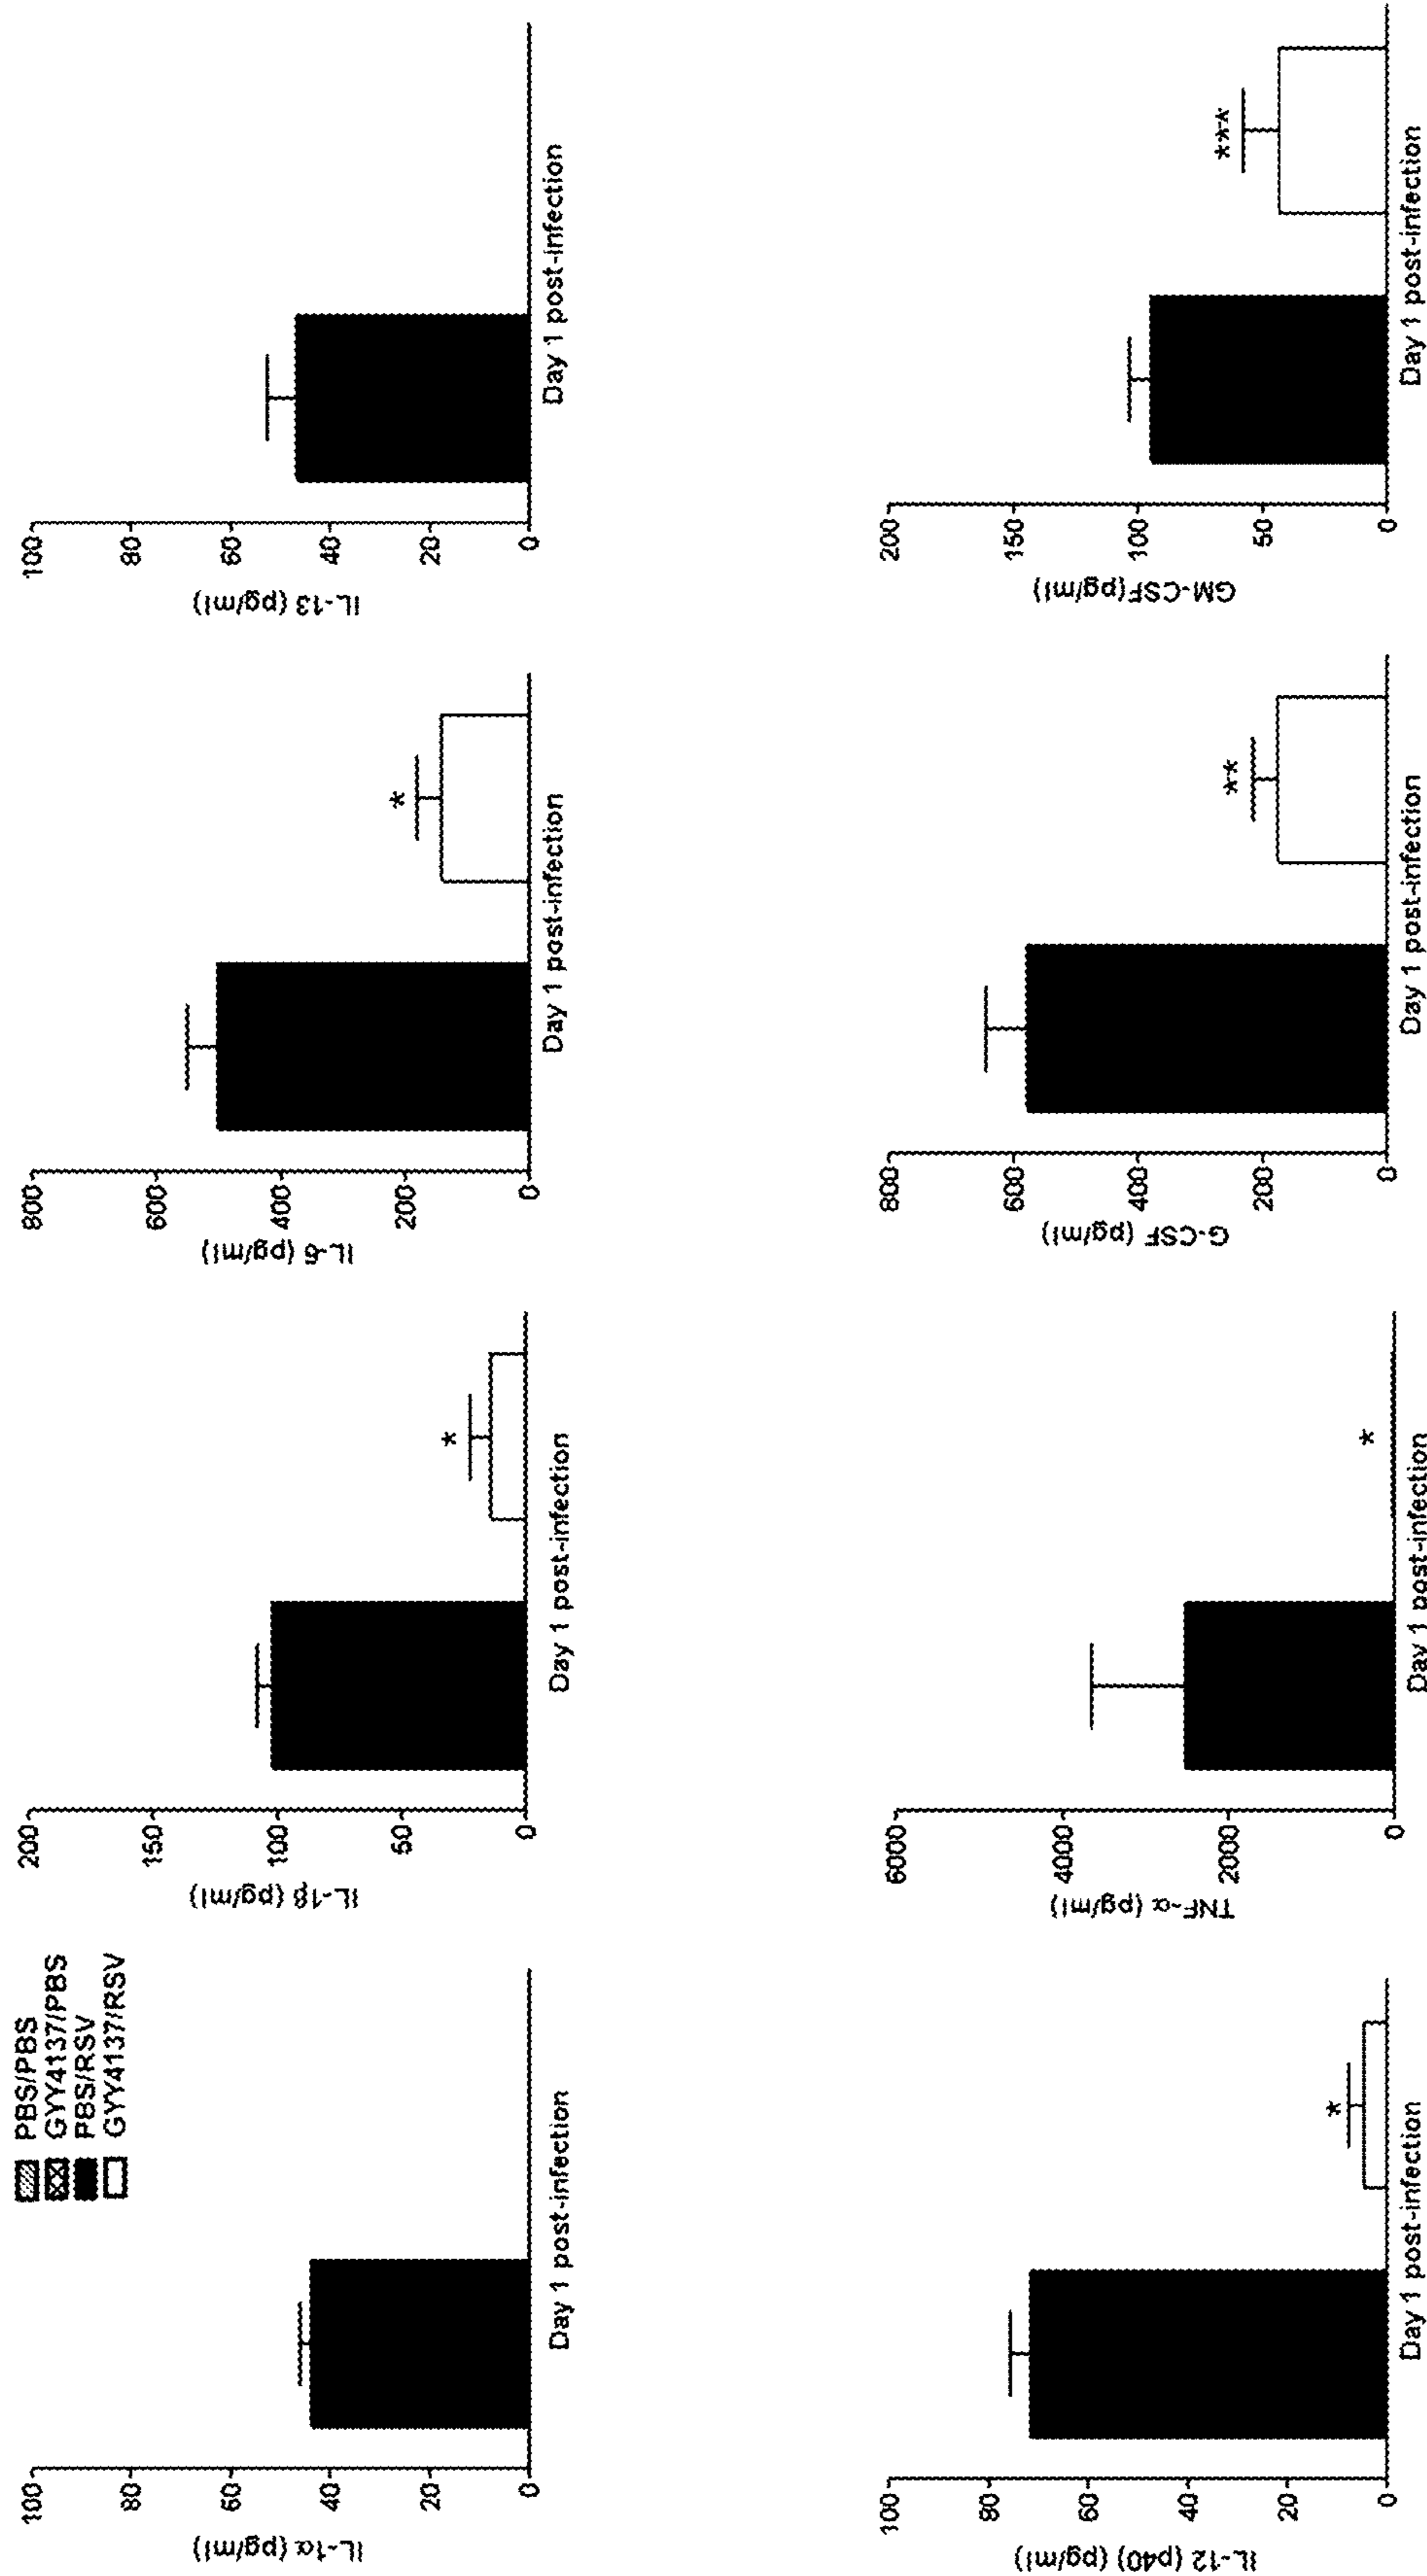 PBS/PBS
GYY4137/PBS
PBS/RSV
GYY4137/RSV
IL-1α (pg/ml)
100
80
60
40
20
0
Day 1 post-infection
IL-1β (pg/ml)
200
150
100
50
0
*
Day 1 post-infection
IL-6 (pg/ml)
800
600
400
200
0
*
Day 1 post-infection
IL-13 (pg/ml)
100
80
60
40
20
0
Day 1 post-infection
IL-12 (p40) (pg/ml)
100
80
60
40
20
0
*
Day 1 post-infection
TNF-α (pg/ml)
6000
4000
2000
0
*
Day 1 post-infection
G-CSF (pg/ml)
800
600
400
200
0
**
Day 1 post-infection
GM-CSF(pg/ml)
200
150
100
50
0
***
Day 1 post-infection